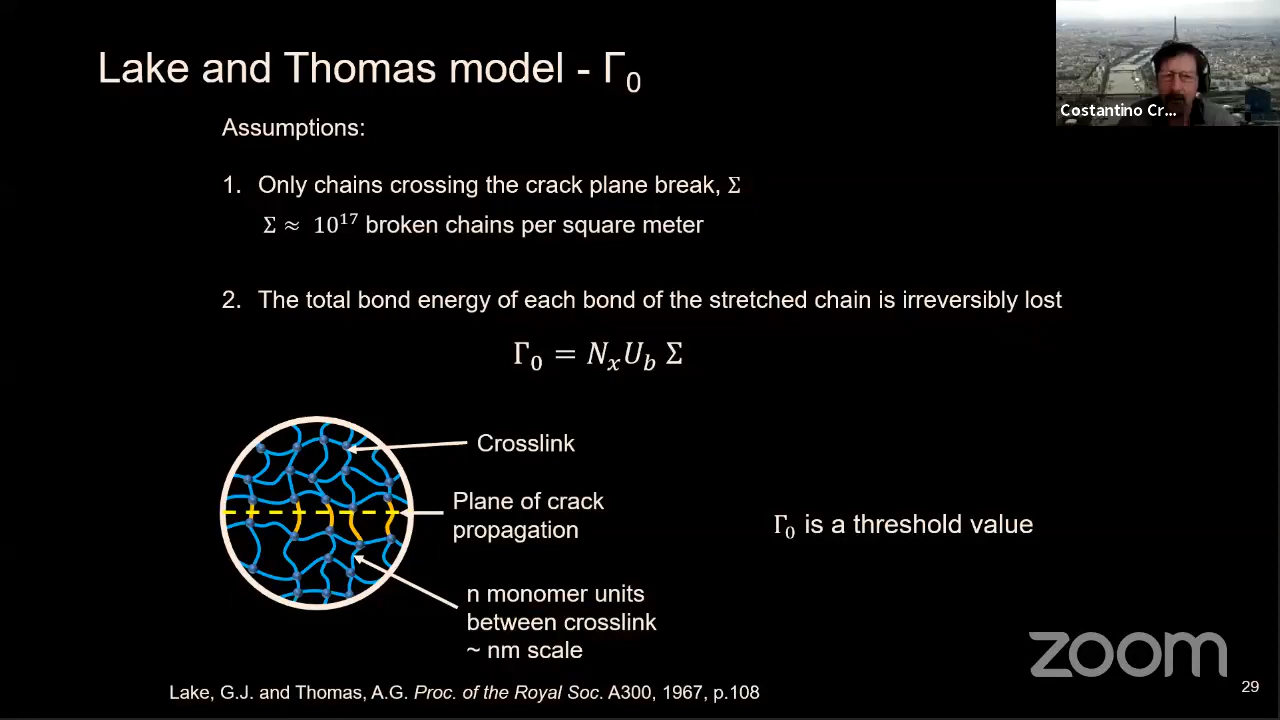 Lake and Thomas model - Γ₀
Costantino Cr...
Assumptions:
1. Only chains crossing the crack plane break, Σ
Σ ≈ 10¹⁷ broken chains per square meter
2. The total bond energy of each bond of the stretched chain is irreversibly lost
Γ₀ = NₓU_b Σ
Crosslink
Plane of crack
propagation
Γ₀ is a threshold value
n monomer units
between crosslink
~ nm scale
zoom
Lake, G.J. and Thomas, A.G. Proc. of the Royal Soc. A300, 1967, p.108
29